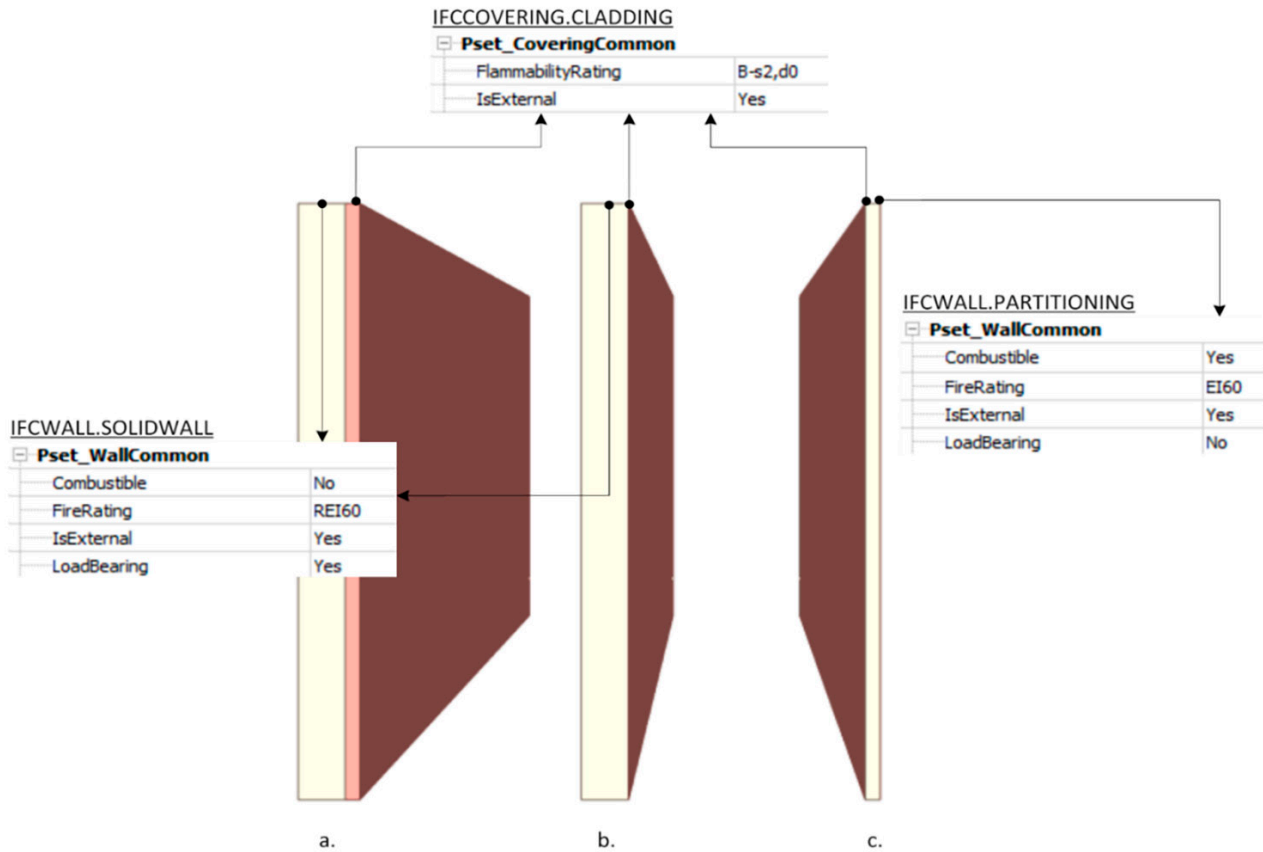 IFCCOVERING.CLADDING
Pset_CoveringCommon
FlammabilityRating B-s2,d0
IsExternal Yes
IFCWALL.PARTITIONING
Pset_WallCommon
Combustible Yes
FireRating EI60
IsExternal Yes
LoadBearing No
IFCWALL.SOLIDWALL
Pset_WallCommon
Combustible No
FireRating REI60
IsExternal Yes
LoadBearing Yes
a. b. c.